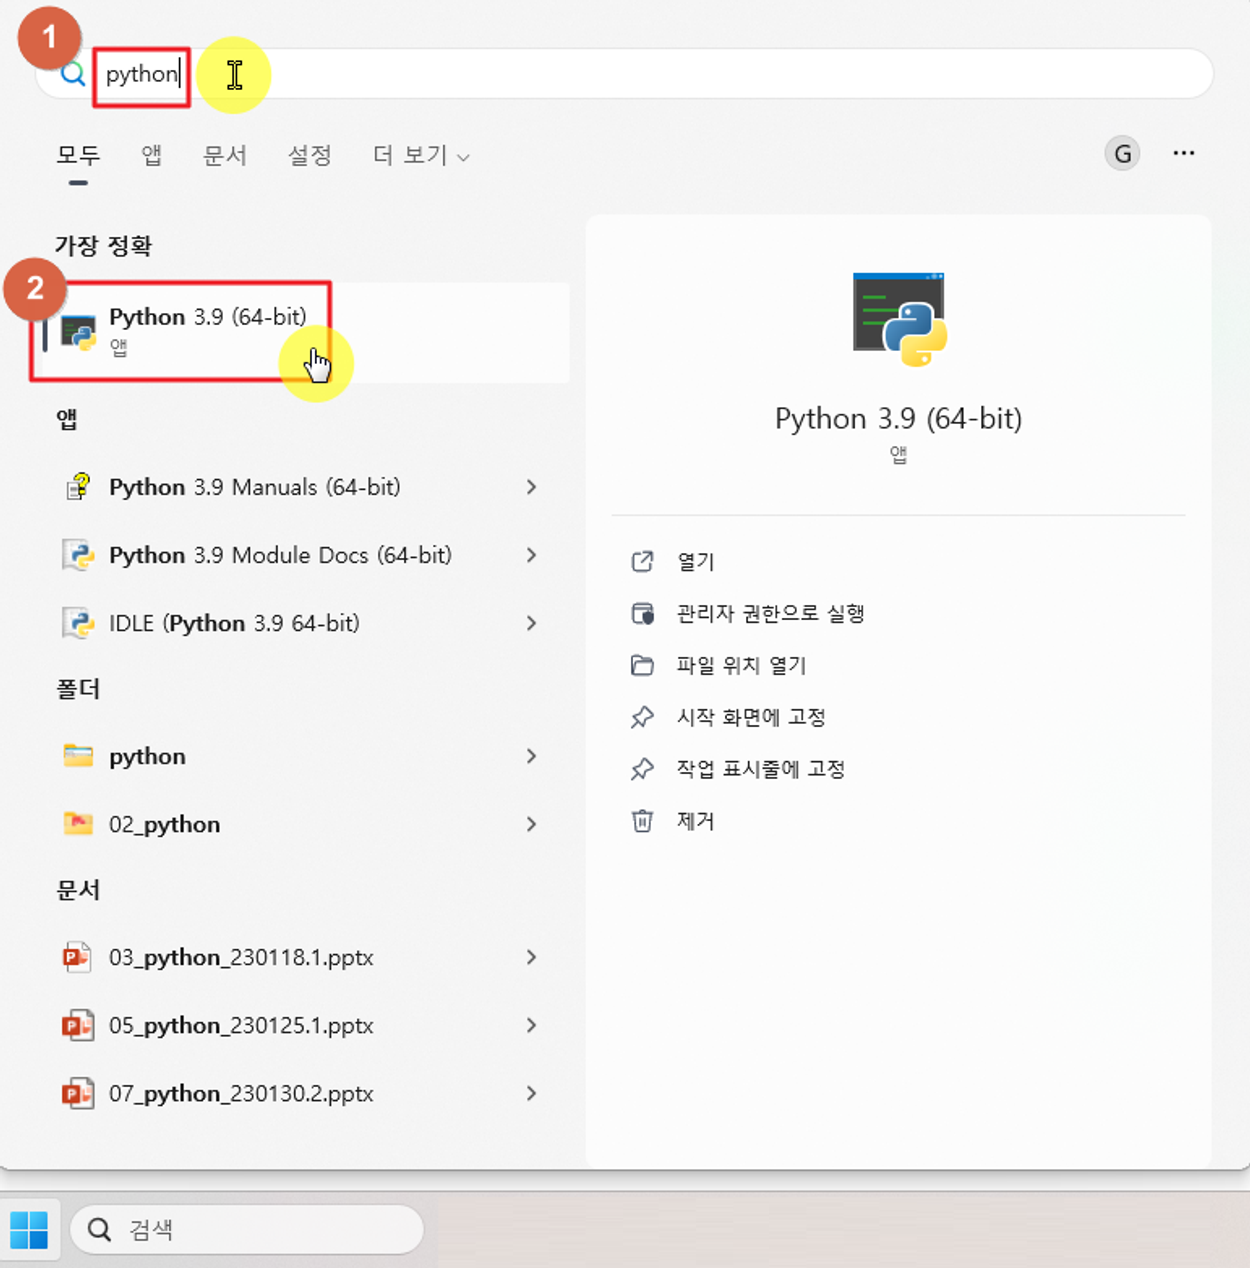 1
python
모두 앱 문서 설정 더 보기
G
가장 정확
2
Python 3.9 (64-bit)
앱
앱
Python 3.9 Manuals (64-bit)
Python 3.9 Module Docs (64-bit)
IDLE (Python 3.9 64-bit)
폴더
python
02_python
문서
03_python_230118.1.pptx
05_python_230125.1.pptx
07_python_230130.2.pptx
Python 3.9 (64-bit)
앱
열기
관리자 권한으로 실행
파일 위치 열기
시작 화면에 고정
작업 표시줄에 고정
제거
검색